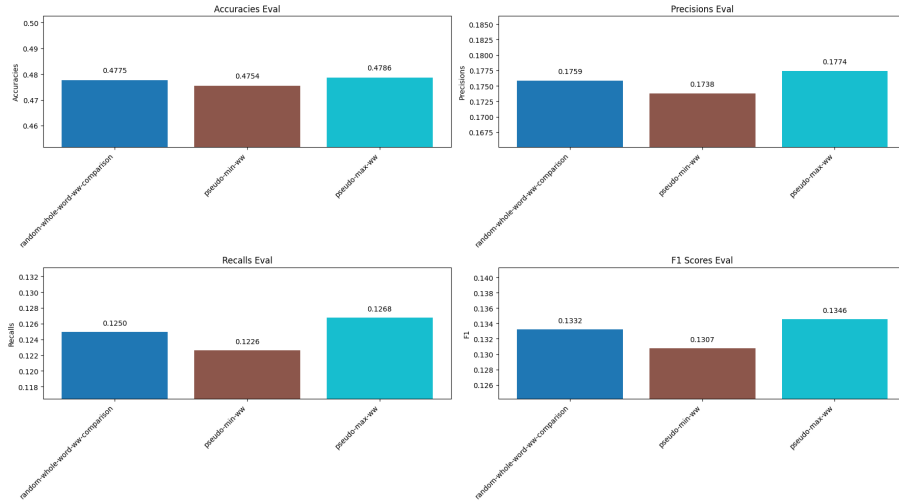 Accuracies Eval
0.50
0.49
0.48
0.47
0.46
Accuracies
0.4775
0.4754
0.4786
random-whole-word-ww-comparison
pseudo-min-ww
pseudo-max-ww
Precisions Eval
0.1850
0.1825
0.1800
0.1775
0.1750
0.1725
0.1700
0.1675
Precisions
0.1759
0.1738
0.1774
random-whole-word-ww-comparison
pseudo-min-ww
pseudo-max-ww
Recalls Eval
0.132
0.130
0.128
0.126
0.124
0.122
0.120
0.118
Recalls
0.1250
0.1226
0.1268
random-whole-word-ww-comparison
pseudo-min-ww
pseudo-max-ww
F1 Scores Eval
0.140
0.138
0.136
0.134
0.132
0.130
0.128
0.126
F1
0.1332
0.1307
0.1346
random-whole-word-ww-comparison
pseudo-min-ww
pseudo-max-ww